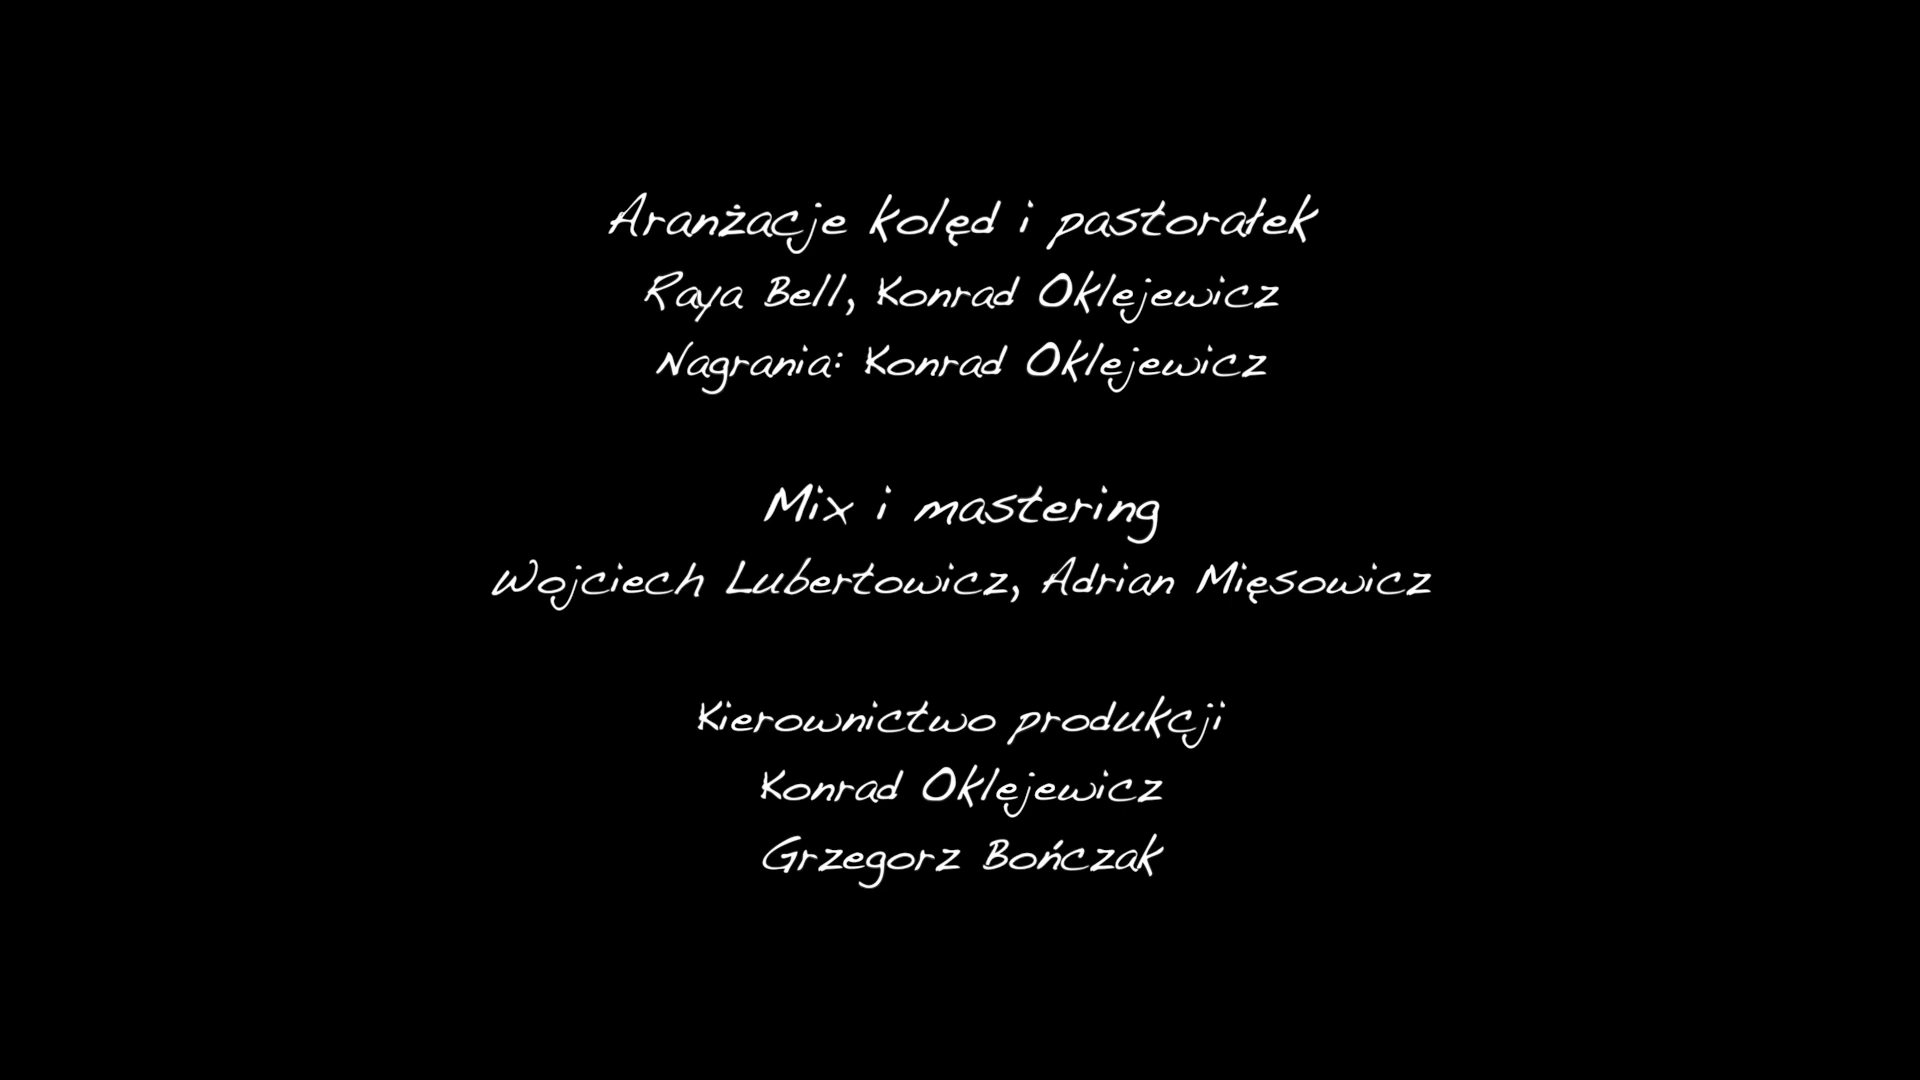 Aranżacje kolęd i pastorałek
Raya Bell, Konrad Oklejewicz
Nagrania: Konrad Oklejewicz
Mix i mastering
Wojciech Lubertowicz, Adrian Mięsowicz
Kierownictwo produkcji
Konrad Oklejewicz
Grzegorz Bończak